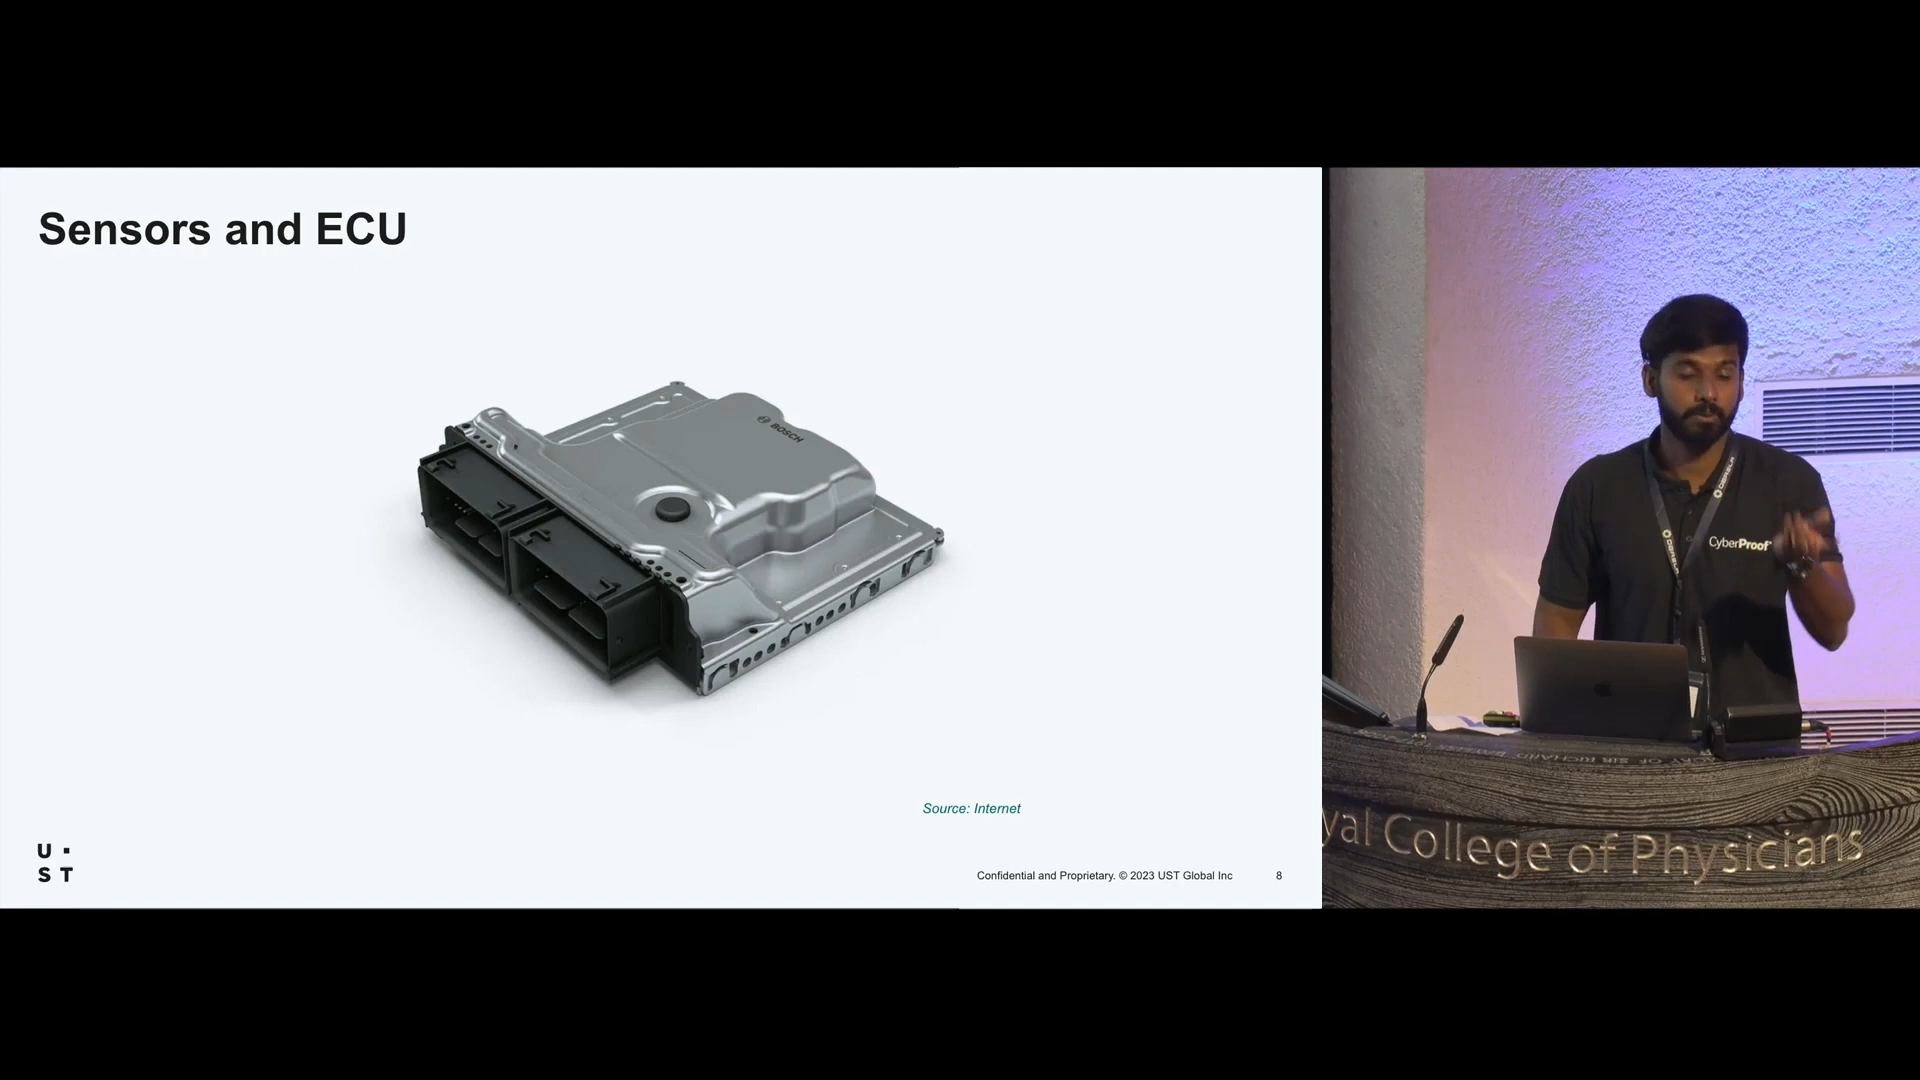 Sensors and ECU
BOSCH
Source: Internet
U
S T
Confidential and Proprietary. © 2023 UST Global Inc
8
CyberProof
yal College of Physicians